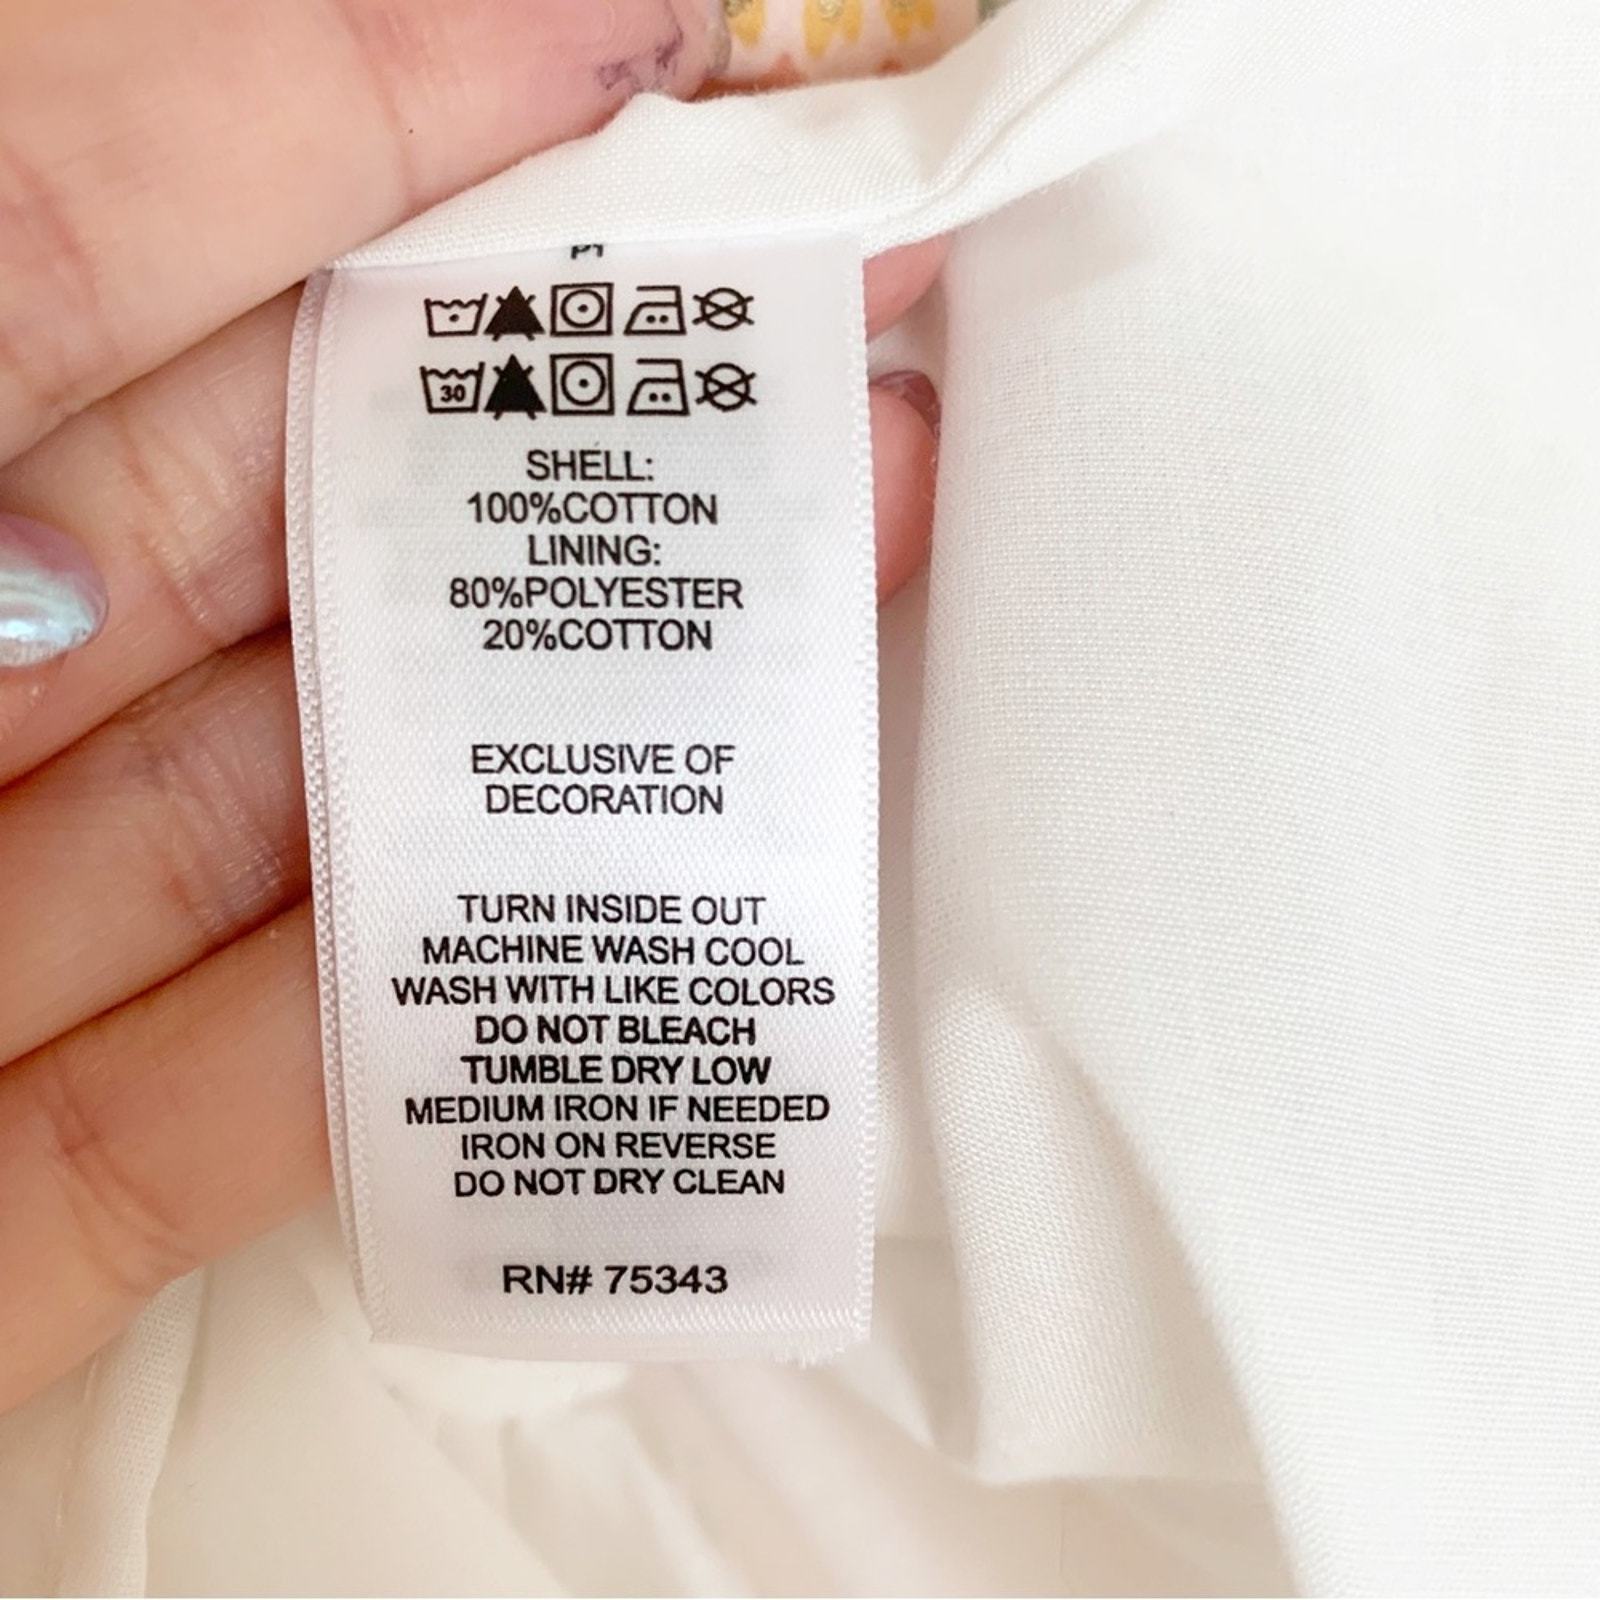 30
SHELL:
100%COTTON
LINING:
80%POLYESTER
20%COTTON
EXCLUSIVE OF
DECORATION
TURN INSIDE OUT
MACHINE WASH COOL
WASH WITH LIKE COLORS
DO NOT BLEACH
TUMBLE DRY LOW
MEDIUM IRON IF NEEDED
IRON ON REVERSE
DO NOT DRY CLEAN
RN# 75343